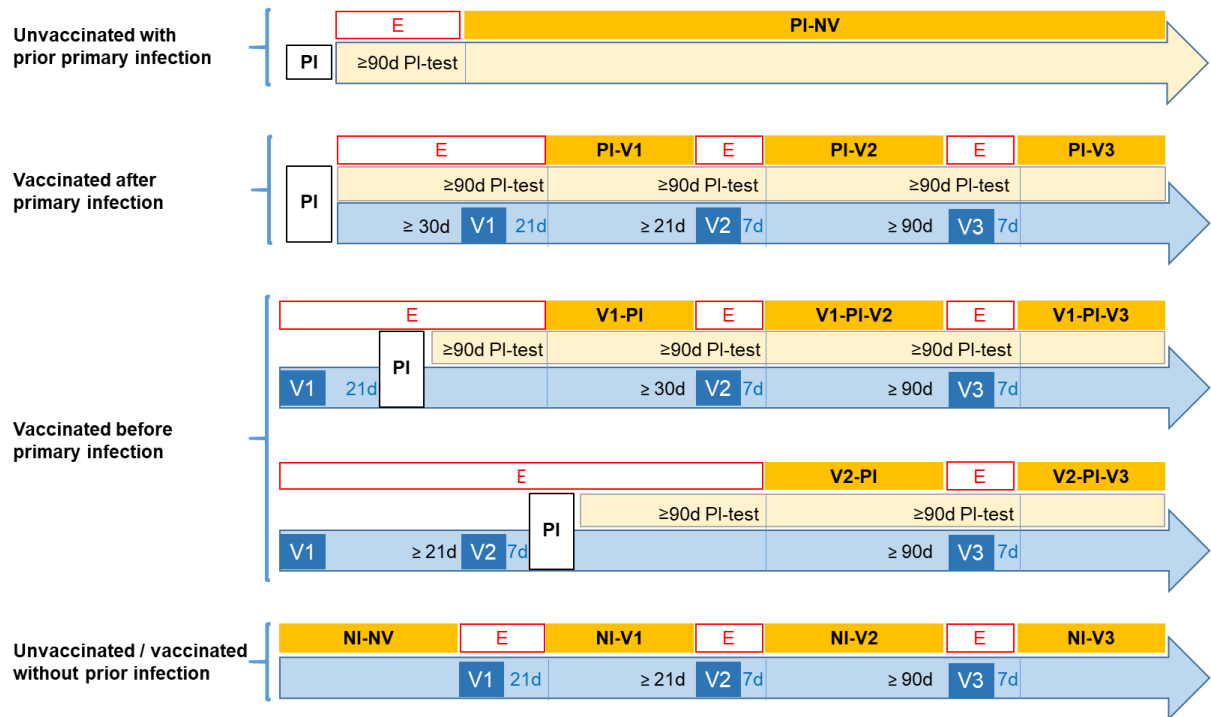 Unvaccinated with
prior primary infection
E PI-NV
PI ≥90d PI-test
Vaccinated after
primary infection
E PI-V1 E PI-V2 E PI-V3
PI ≥90d PI-test ≥90d PI-test ≥90d PI-test
≥ 30d V1 21d ≥ 21d V2 7d ≥ 90d V3 7d
Vaccinated before
primary infection
E V1-PI E V1-PI-V2 E V1-PI-V3
PI ≥90d PI-test ≥90d PI-test ≥90d PI-test
V1 21d ≥ 30d V2 7d ≥ 90d V3 7d
E V2-PI E V2-PI-V3
PI ≥90d PI-test ≥90d PI-test
V1 ≥ 21d V2 7d ≥ 90d V3 7d
Unvaccinated / vaccinated
without prior infection
NI-NV E NI-V1 E NI-V2 E NI-V3
V1 21d ≥ 21d V2 7d ≥ 90d V3 7d